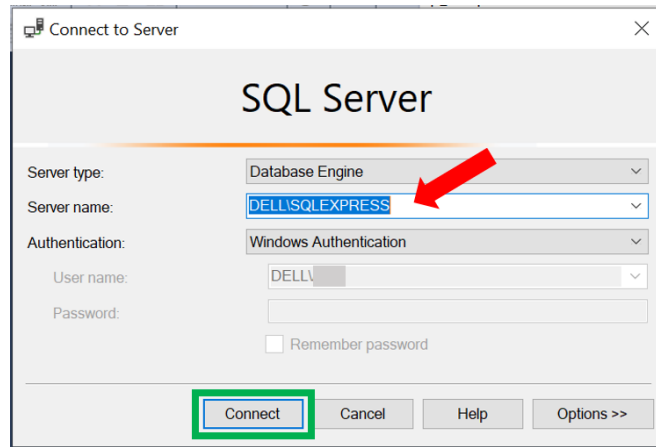 Connect to Server
SQL Server
Server type: Database Engine
Server name: DELL\SQLEXPRESS
Authentication: Windows Authentication
User name: DELL\
Password:
Remember password
Connect Cancel Help Options >>